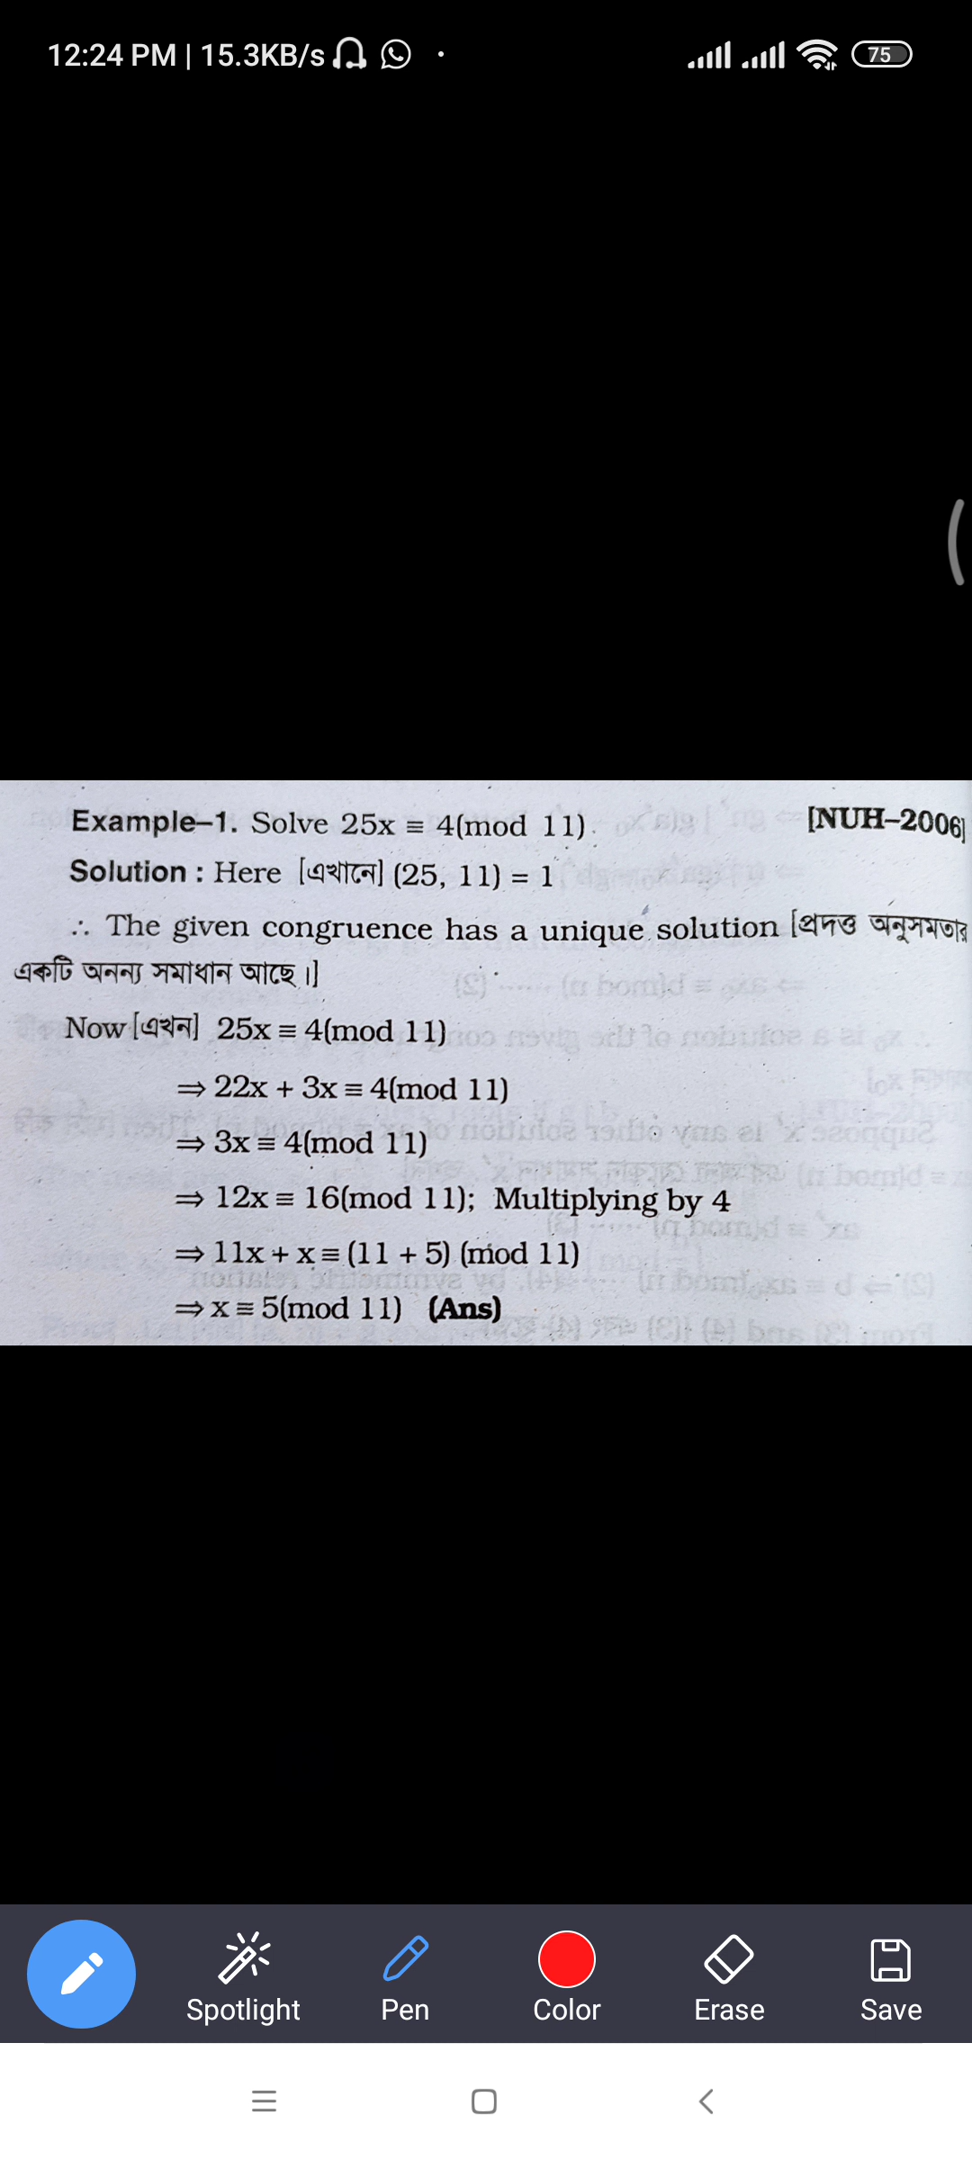 12:24 PM | 15.3KB/s
75
Example–1. Solve 25x ≡ 4(mod 11). [NUH–2006]
Solution : Here [এখানে] (25, 11) = 1
∴ The given congruence has a unique solution [প্রদত্ত অনুসমতার
একটি অনন্য সমাধান আছে।]
Now [এখন] 25x ≡ 4(mod 11)
⇒ 22x + 3x ≡ 4(mod 11)
⇒ 3x ≡ 4(mod 11)
⇒ 12x ≡ 16(mod 11); Multiplying by 4
⇒ 11x + x ≡ (11 + 5) (mod 11)
⇒ x ≡ 5(mod 11) (Ans)
Spotlight Pen Color Erase Save